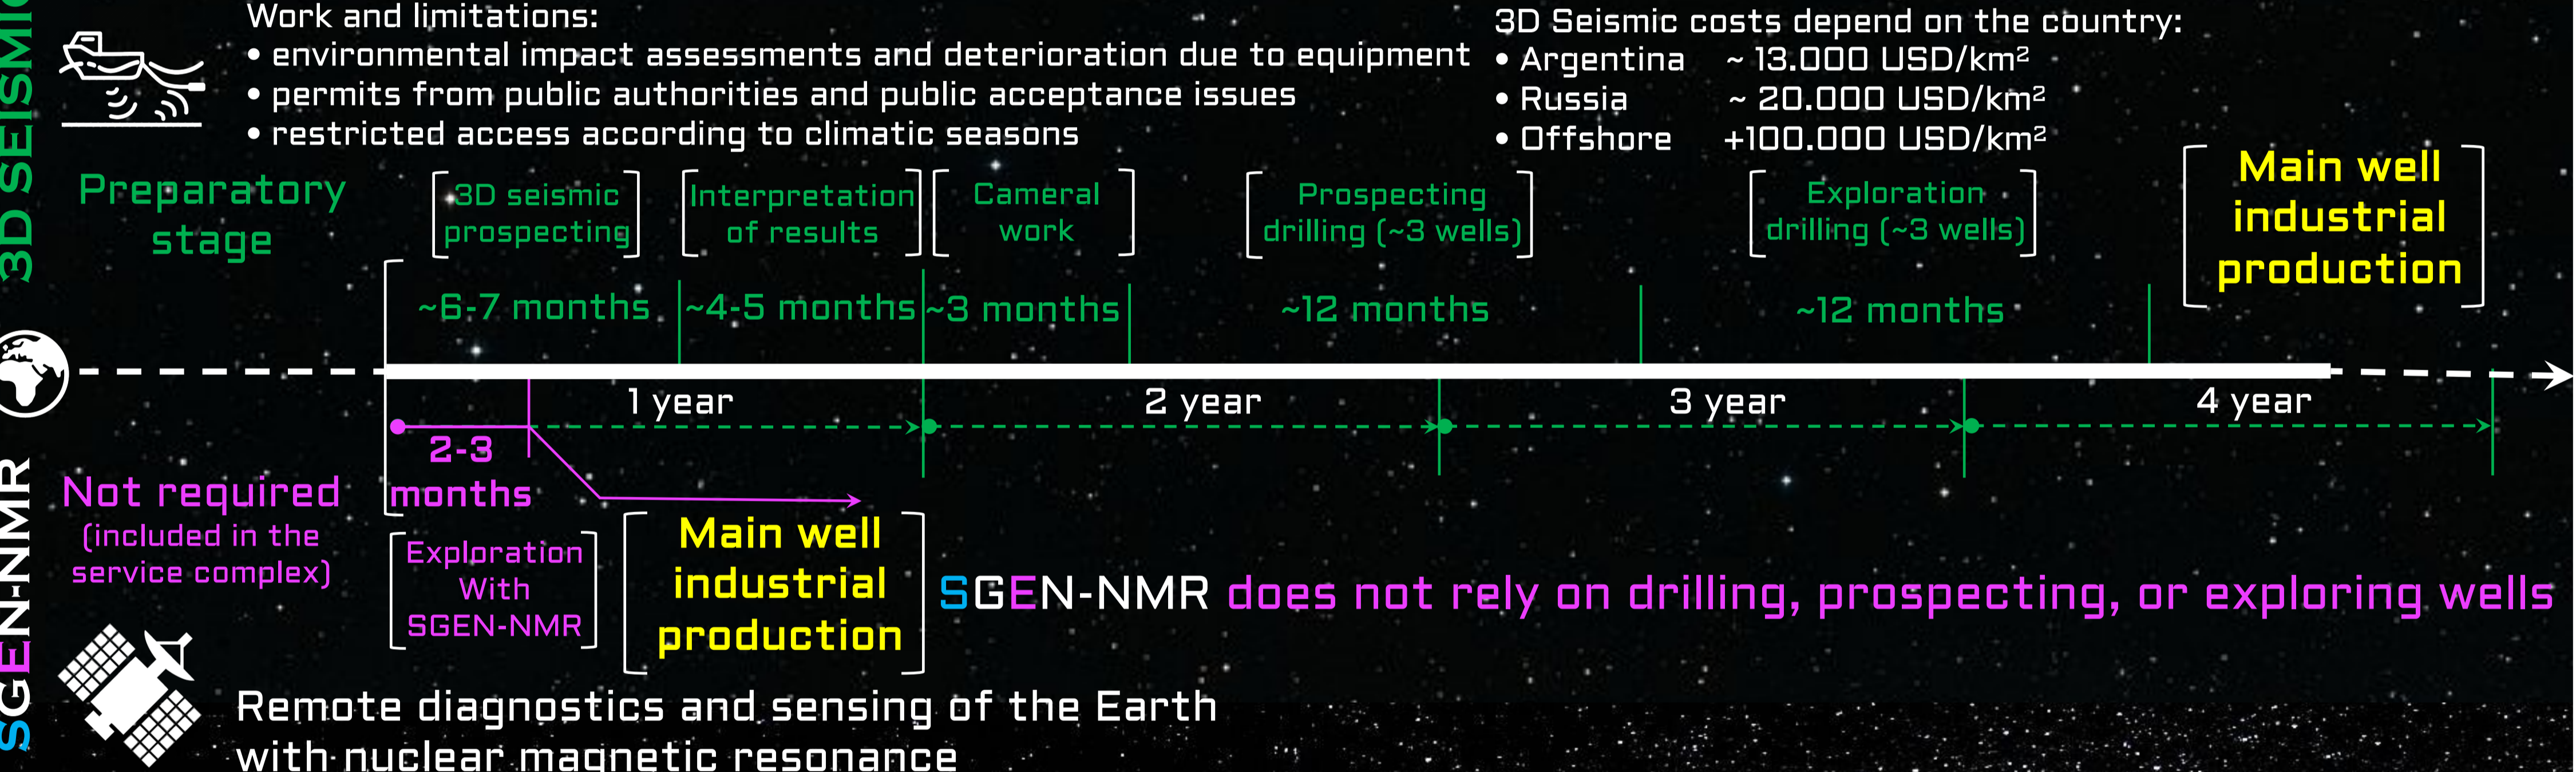 3D SEISMIC
Work and limitations:
• environmental impact assessments and deterioration due to equipment
• permits from public authorities and public acceptance issues
• restricted access according to climatic seasons
3D Seismic costs depend on the country:
• Argentina ~ 13.000 USD/km²
• Russia ~ 20.000 USD/km²
• Offshore +100.000 USD/km²
Preparatory
stage
3D seismic
prospecting
Interpretation
of results
Cameral
work
Prospecting
drilling (~3 wells)
Exploration
drilling (~3 wells)
Main well
industrial
production
~6-7 months
~4-5 months
~3 months
~12 months
~12 months
1 year
2 year
3 year
4 year
SGEN-NMR
2-3
months
Not required
(included in the
service complex)
Exploration
With
SGEN-NMR
Main well
industrial
production
SGEN-NMR does not rely on drilling, prospecting, or exploring wells
Remote diagnostics and sensing of the Earth
with nuclear magnetic resonance